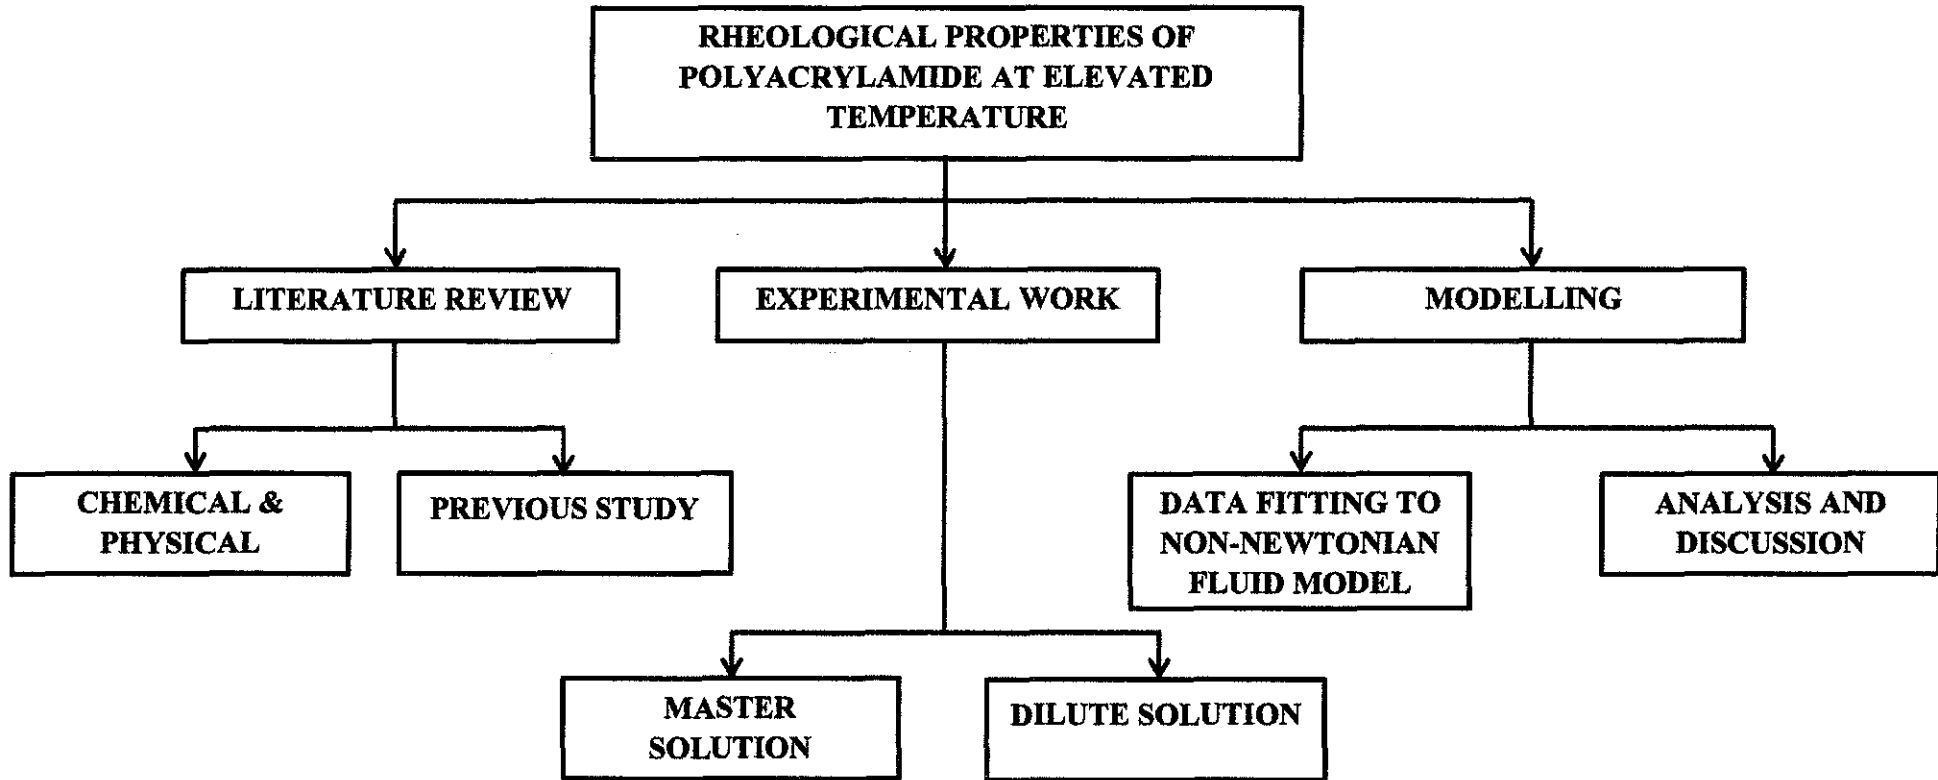 RHEOLOGICAL PROPERTIES OF
POLYACRYLAMIDE AT ELEVATED
TEMPERATURE
LITERATURE REVIEW
EXPERIMENTAL WORK
MODELLING
CHEMICAL &
PHYSICAL
PREVIOUS STUDY
DATA FITTING TO
NON-NEWTONIAN
FLUID MODEL
ANALYSIS AND
DISCUSSION
MASTER
SOLUTION
DILUTE SOLUTION